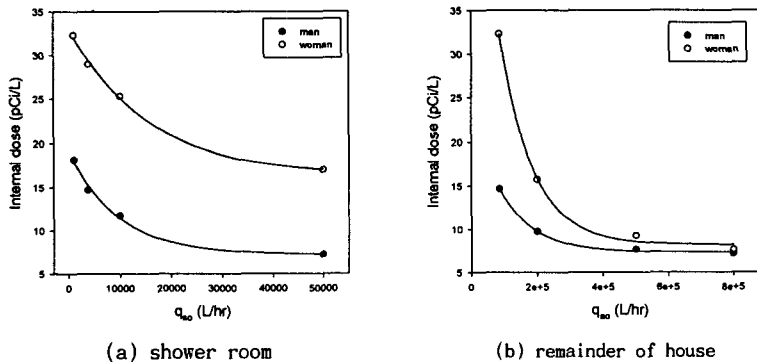 35
30
25
20
15
10
5
Internal dose (pCi/L)
man
woman
0 10000 20000 30000 40000 50000
(L/hr)
(a) shower room
35
30
25
20
15
10
5
Internal dose (pCi/L)
man
woman
0 2e+5 4e+5 6e+5 8e+5
(L/hr)
(b) remainder of house